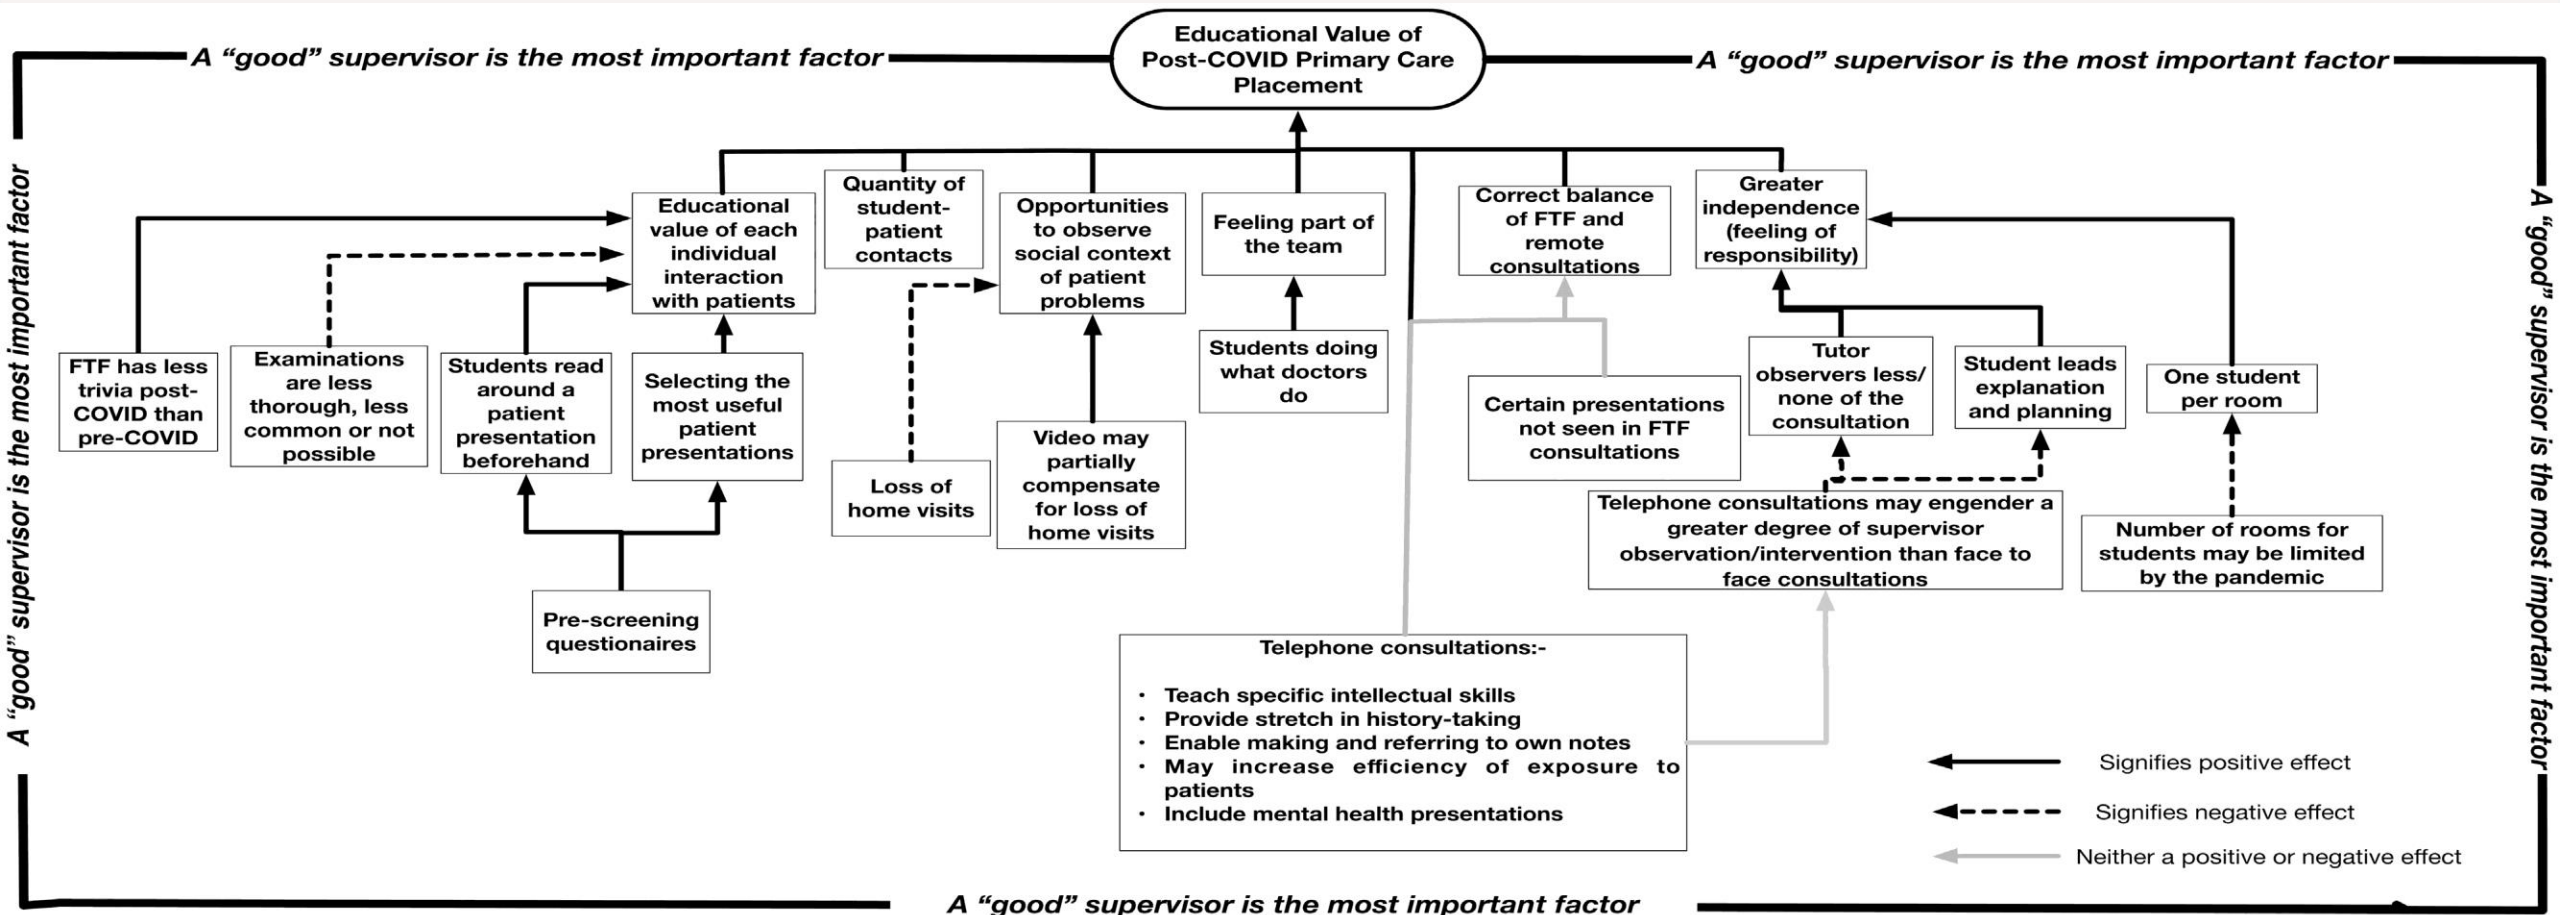 Educational Value of
Post-COVID Primary Care
Placement
A “good” supervisor is the most important factor
A “good” supervisor is the most important factor
A “good” supervisor is the most important factor
A “good” supervisor is the most important factor
Educational
value of each
individual
interaction
with patients
Quantity of
student-
patient
contacts
Opportunities
to observe
social context
of patient
problems
Feeling part of
the team
Correct balance
of FTF and
remote
consultations
Greater
independence
(feeling of
responsibility)
FTF has less
trivia post-
COVID than
pre-COVID
Examinations
are less
thorough, less
common or not
possible
Students read
around a
patient
presentation
beforehand
Selecting the
most useful
patient
presentations
Loss of
home visits
Video may
partially
compensate
for loss of
home visits
Students doing
what doctors
do
Certain presentations
not seen in FTF
consultations
Tutor
observers less/
none of the
consultation
Student leads
explanation
and planning
One student
per room
Telephone consultations may engender a
greater degree of supervisor
observation/intervention than face to
face consultations
Number of rooms for
students may be limited
by the pandemic
Pre-screening
questionaires
Telephone consultations:-
• Teach specific intellectual skills
• Provide stretch in history-taking
• Enable making and referring to own notes
• May increase efficiency of exposure to
patients
• Include mental health presentations
Signifies positive effect
Signifies negative effect
Neither a positive or negative effect
A “good” supervisor is the most important factor